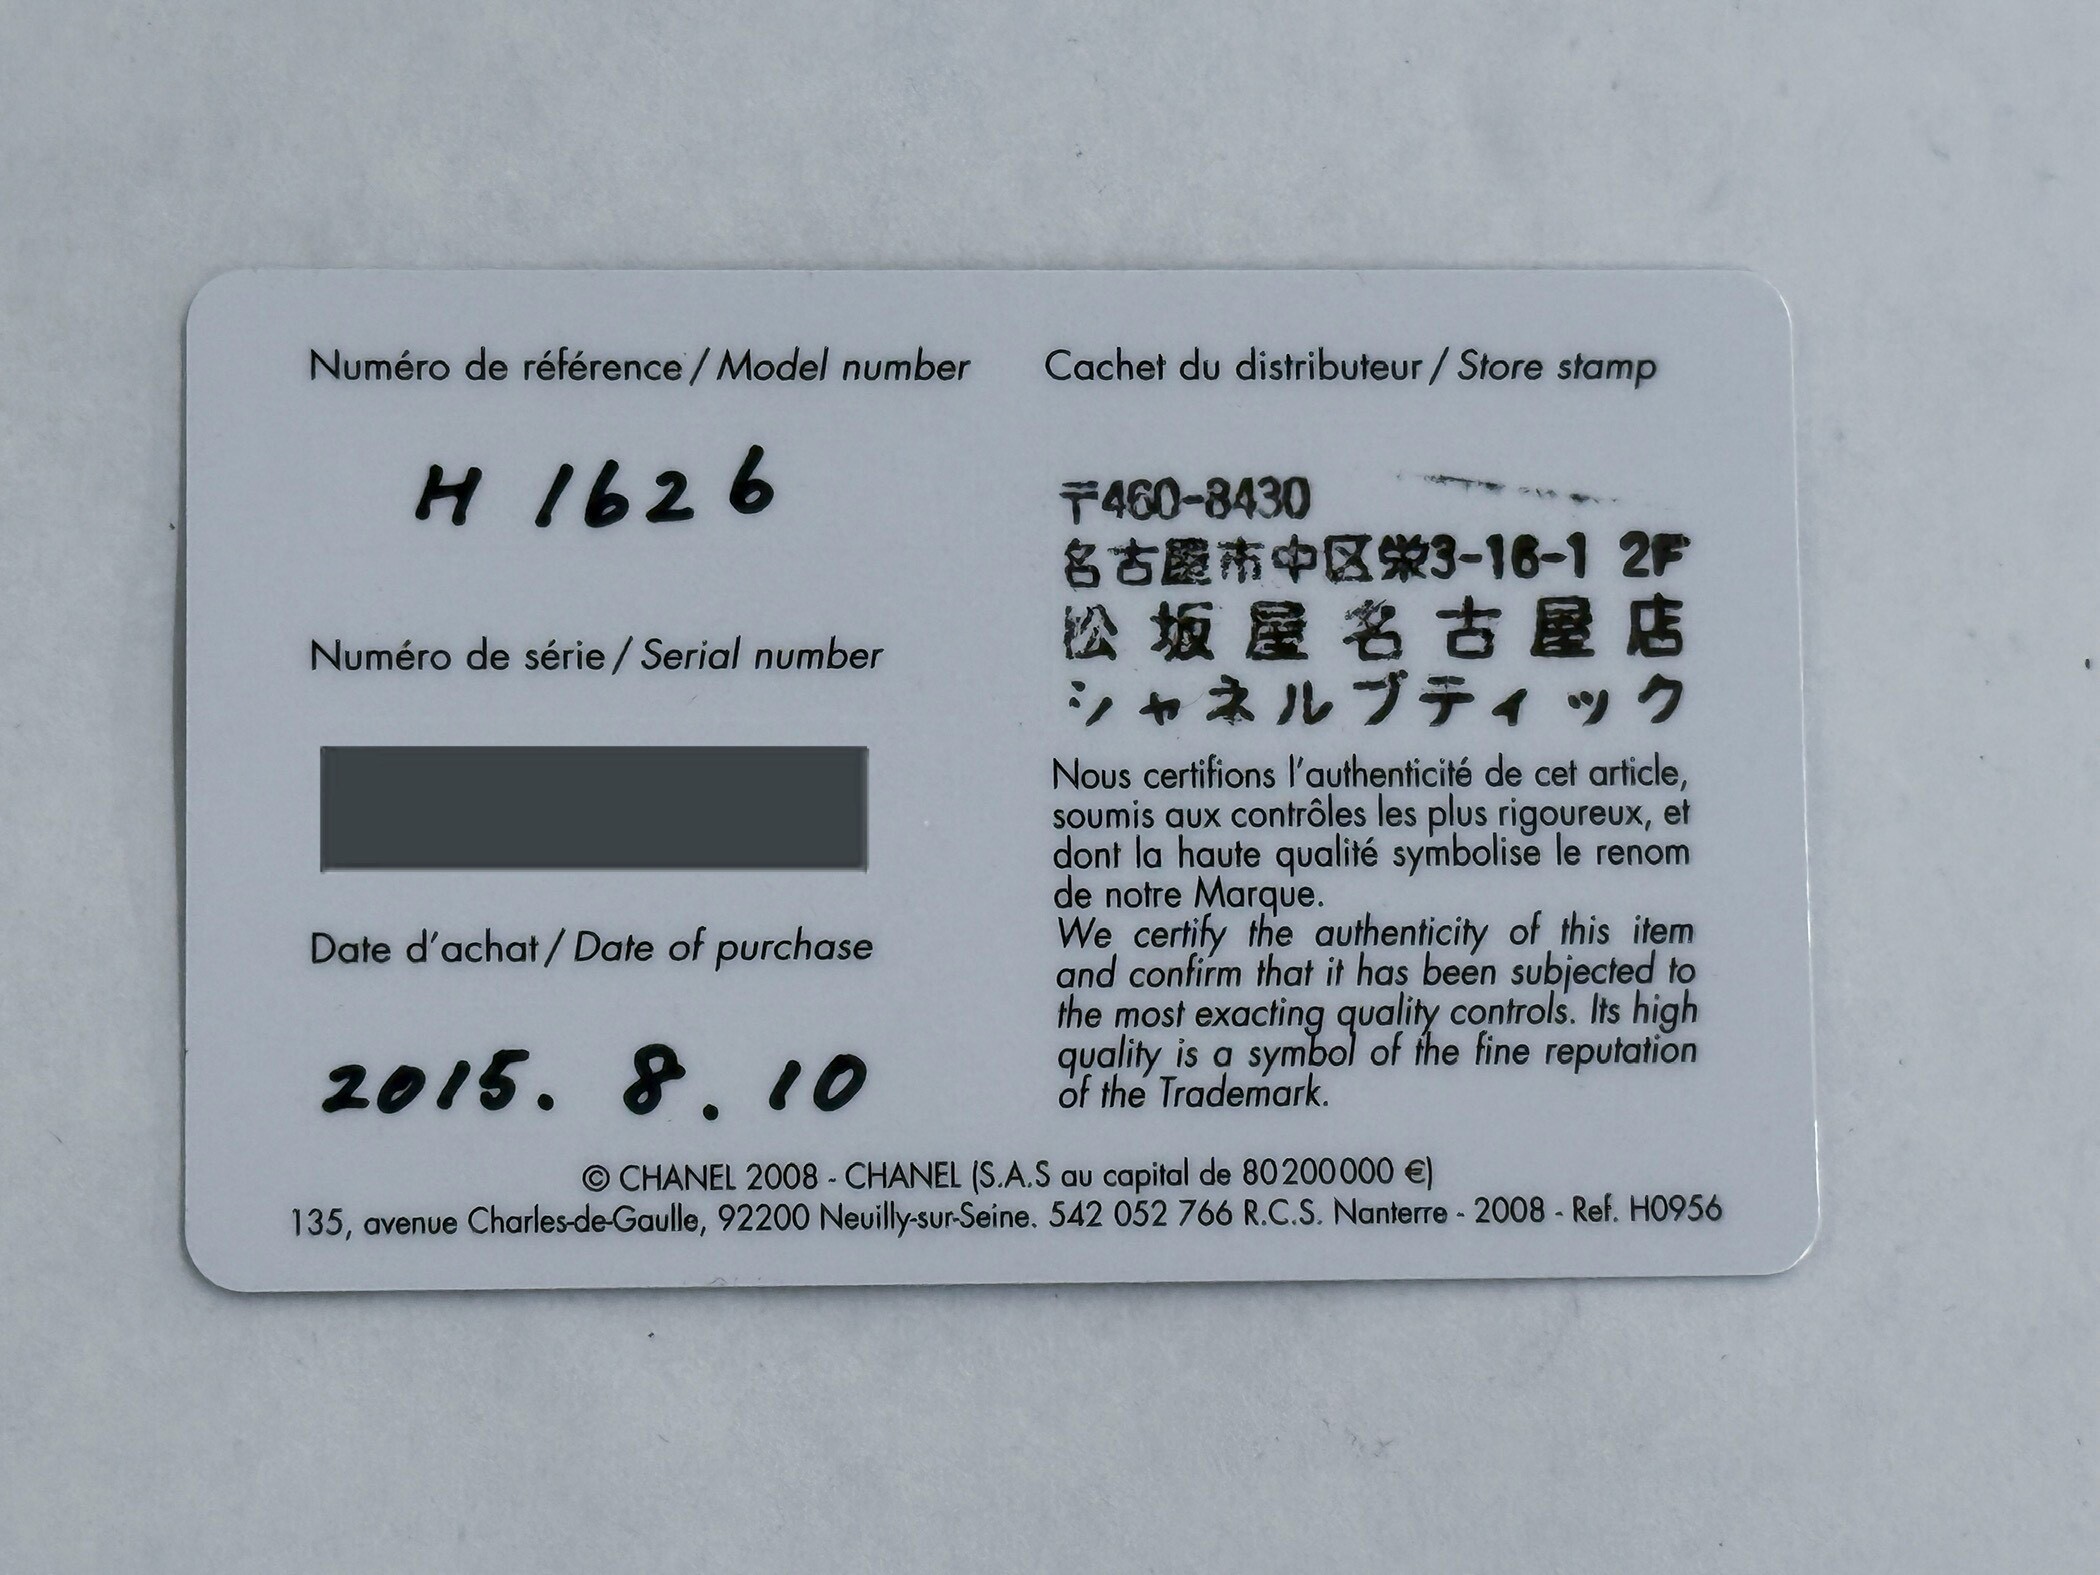 Numéro de référence / Model number
H 1626
Numéro de série / Serial number
Date d'achat / Date of purchase
2015. 8. 10
Cachet du distributeur / Store stamp
〒460-8430
名古屋市中区栄3-16-1 2F
松坂屋名古屋店
シャネルブティック
Nous certifions l'authenticité de cet article,
soumis aux contrôles les plus rigoureux, et
dont la haute qualité symbolise le renom
de notre Marque.
We certify the authenticity of this item
and confirm that it has been subjected to
the most exacting quality controls. Its high
quality is a symbol of the fine reputation
of the Trademark.
© CHANEL 2008 - CHANEL (S.A.S au capital de 80200000 €)
135, avenue Charles-de-Gaulle, 92200 Neuilly-sur-Seine. 542 052 766 R.C.S. Nanterre - 2008 - Ref. H0956